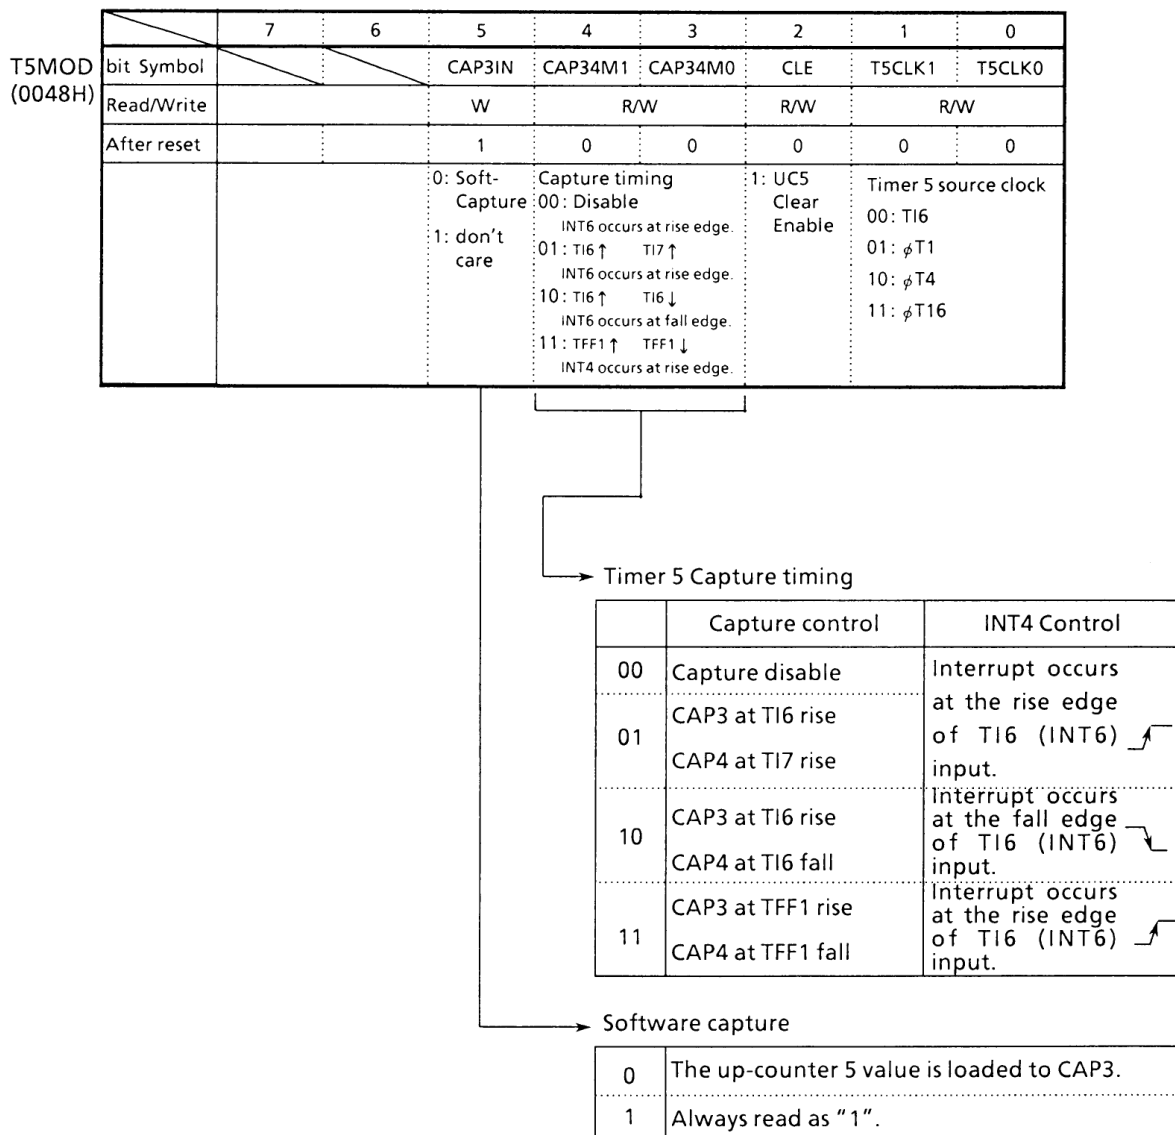 7 6 5 4 3 2 1 0
T5MOD bit Symbol CAP3IN CAP34M1 CAP34M0 CLE T5CLK1 T5CLK0
(0048H) Read/Write W R/W R/W R/W
After reset 1 0 0 0 0 0
0: Soft-
Capture
1: don't
care
Capture timing
00: Disable
INT6 occurs at rise edge.
01: TI6↑ TI7↑
INT6 occurs at rise edge.
10: TI6↑ TI6↓
INT6 occurs at fall edge.
11: TFF1↑ TFF1↓
INT4 occurs at rise edge.
1: UC5
Clear
Enable
Timer 5 source clock
00: TI6
01: ϕT1
10: ϕT4
11: ϕT16
Timer 5 Capture timing
Capture control INT4 Control
00 Capture disable
01 CAP3 at TI6 rise
CAP4 at TI7 rise
Interrupt occurs
at the rise edge
of TI6 (INT6)
input.
10 CAP3 at TI6 rise
CAP4 at TI6 fall
Interrupt occurs
at the fall edge
of TI6 (INT6)
input.
11 CAP3 at TFF1 rise
CAP4 at TFF1 fall
Interrupt occurs
at the rise edge
of TI6 (INT6)
input.
Software capture
0 The up-counter 5 value is loaded to CAP3.
1 Always read as "1".